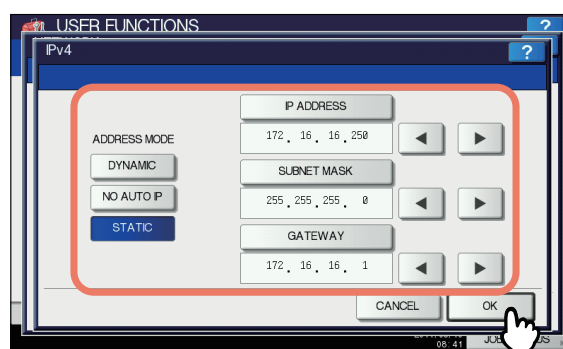 USER FUNCTIONS
?
IPv4
?
IP ADDRESS
172. 16. 16.250
ADDRESS MODE
DYNAMIC
NO AUTO IP
STATIC
SUBNET MASK
255.255.255. 0
GATEWAY
172. 16. 16. 1
CANCEL
OK
08:41